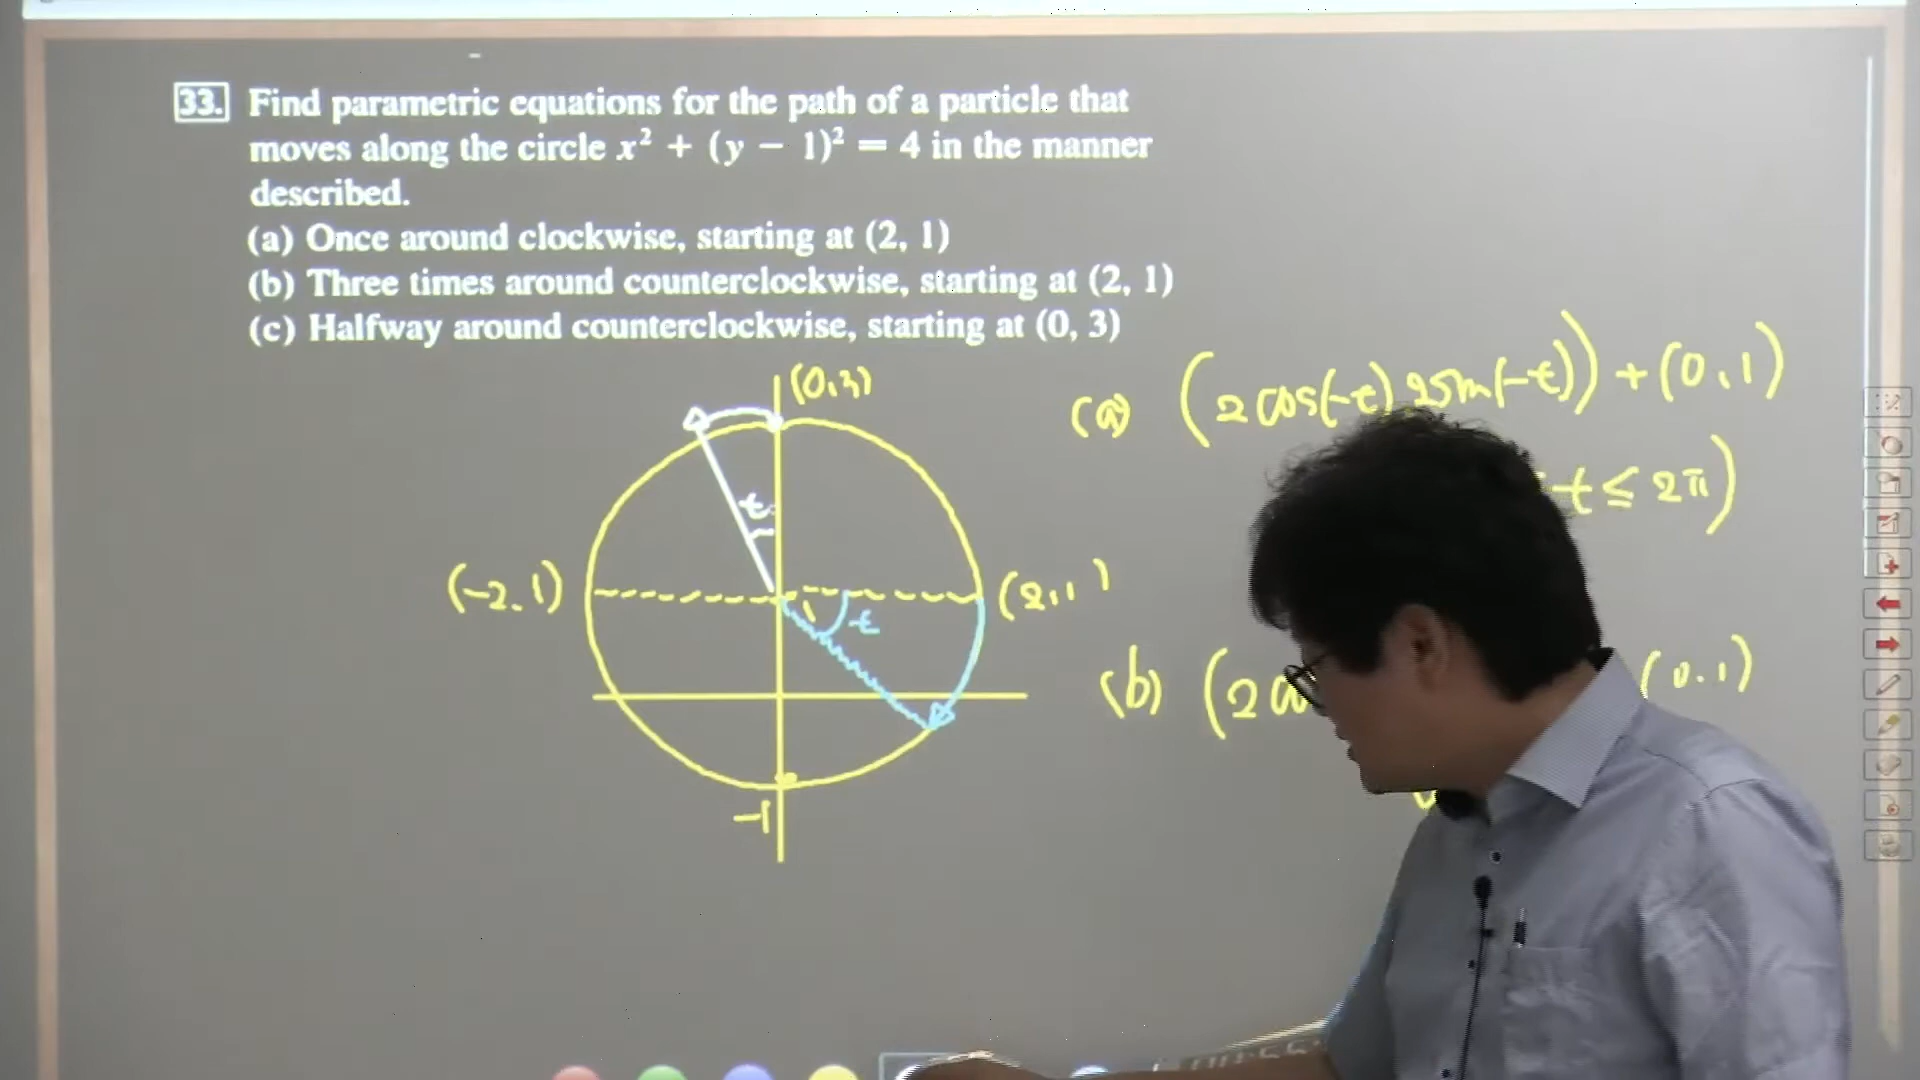 33. Find parametric equations for the path of a particle that
moves along the circle x² + (y − 1)² = 4 in the manner
described.
(a) Once around clockwise, starting at (2, 1)
(b) Three times around counterclockwise, starting at (2, 1)
(c) Halfway around counterclockwise, starting at (0, 3)
(0,3)
(a) (2cos(-t), 2sin(-t)) + (0,1)
t ≤ 2π)
t
(-2.1)
(2,1)
t
(b) (2co
(0.1)
-1